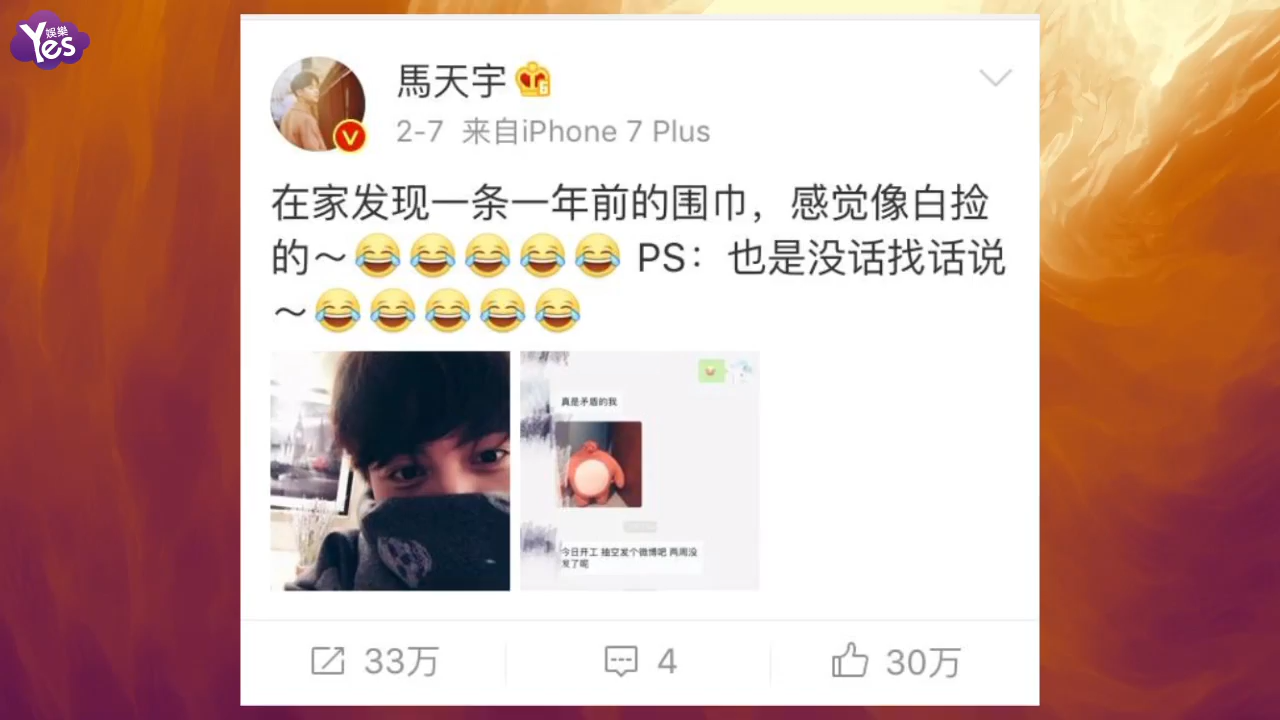 Yes 娛樂
馬天宇
6
V
2-7 来自iPhone 7 Plus
在家发现一条一年前的围巾，感觉像白捡
的～😂😂😂😂😂 PS：也是没话找话说
～😂😂😂😂😂
真是矛盾的我
今日开工 抽空发个微博吧 两周没
发了呢
33万
4
30万